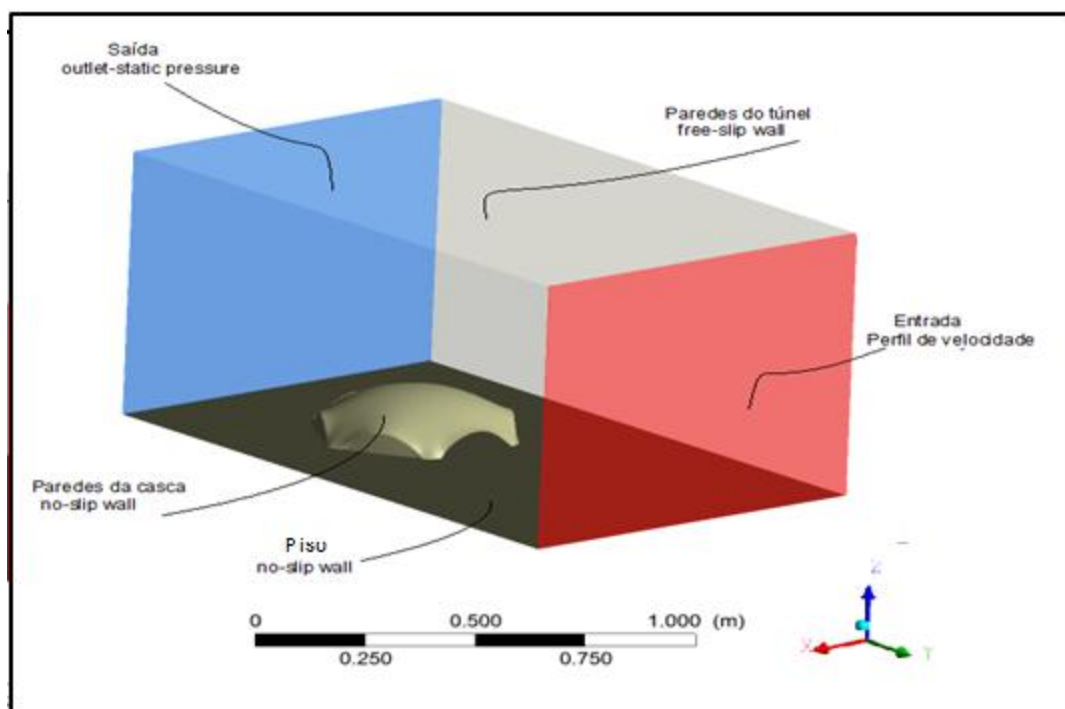 Saída
outlet-static pressure
Paredes do túnel
free-slip wall
Entrada
Perfil de velocidade
Paredes da casca
no-slip wall
Piso
no-slip wall
0 0.500 1.000 (m)
0.250 0.750
Z
X Y